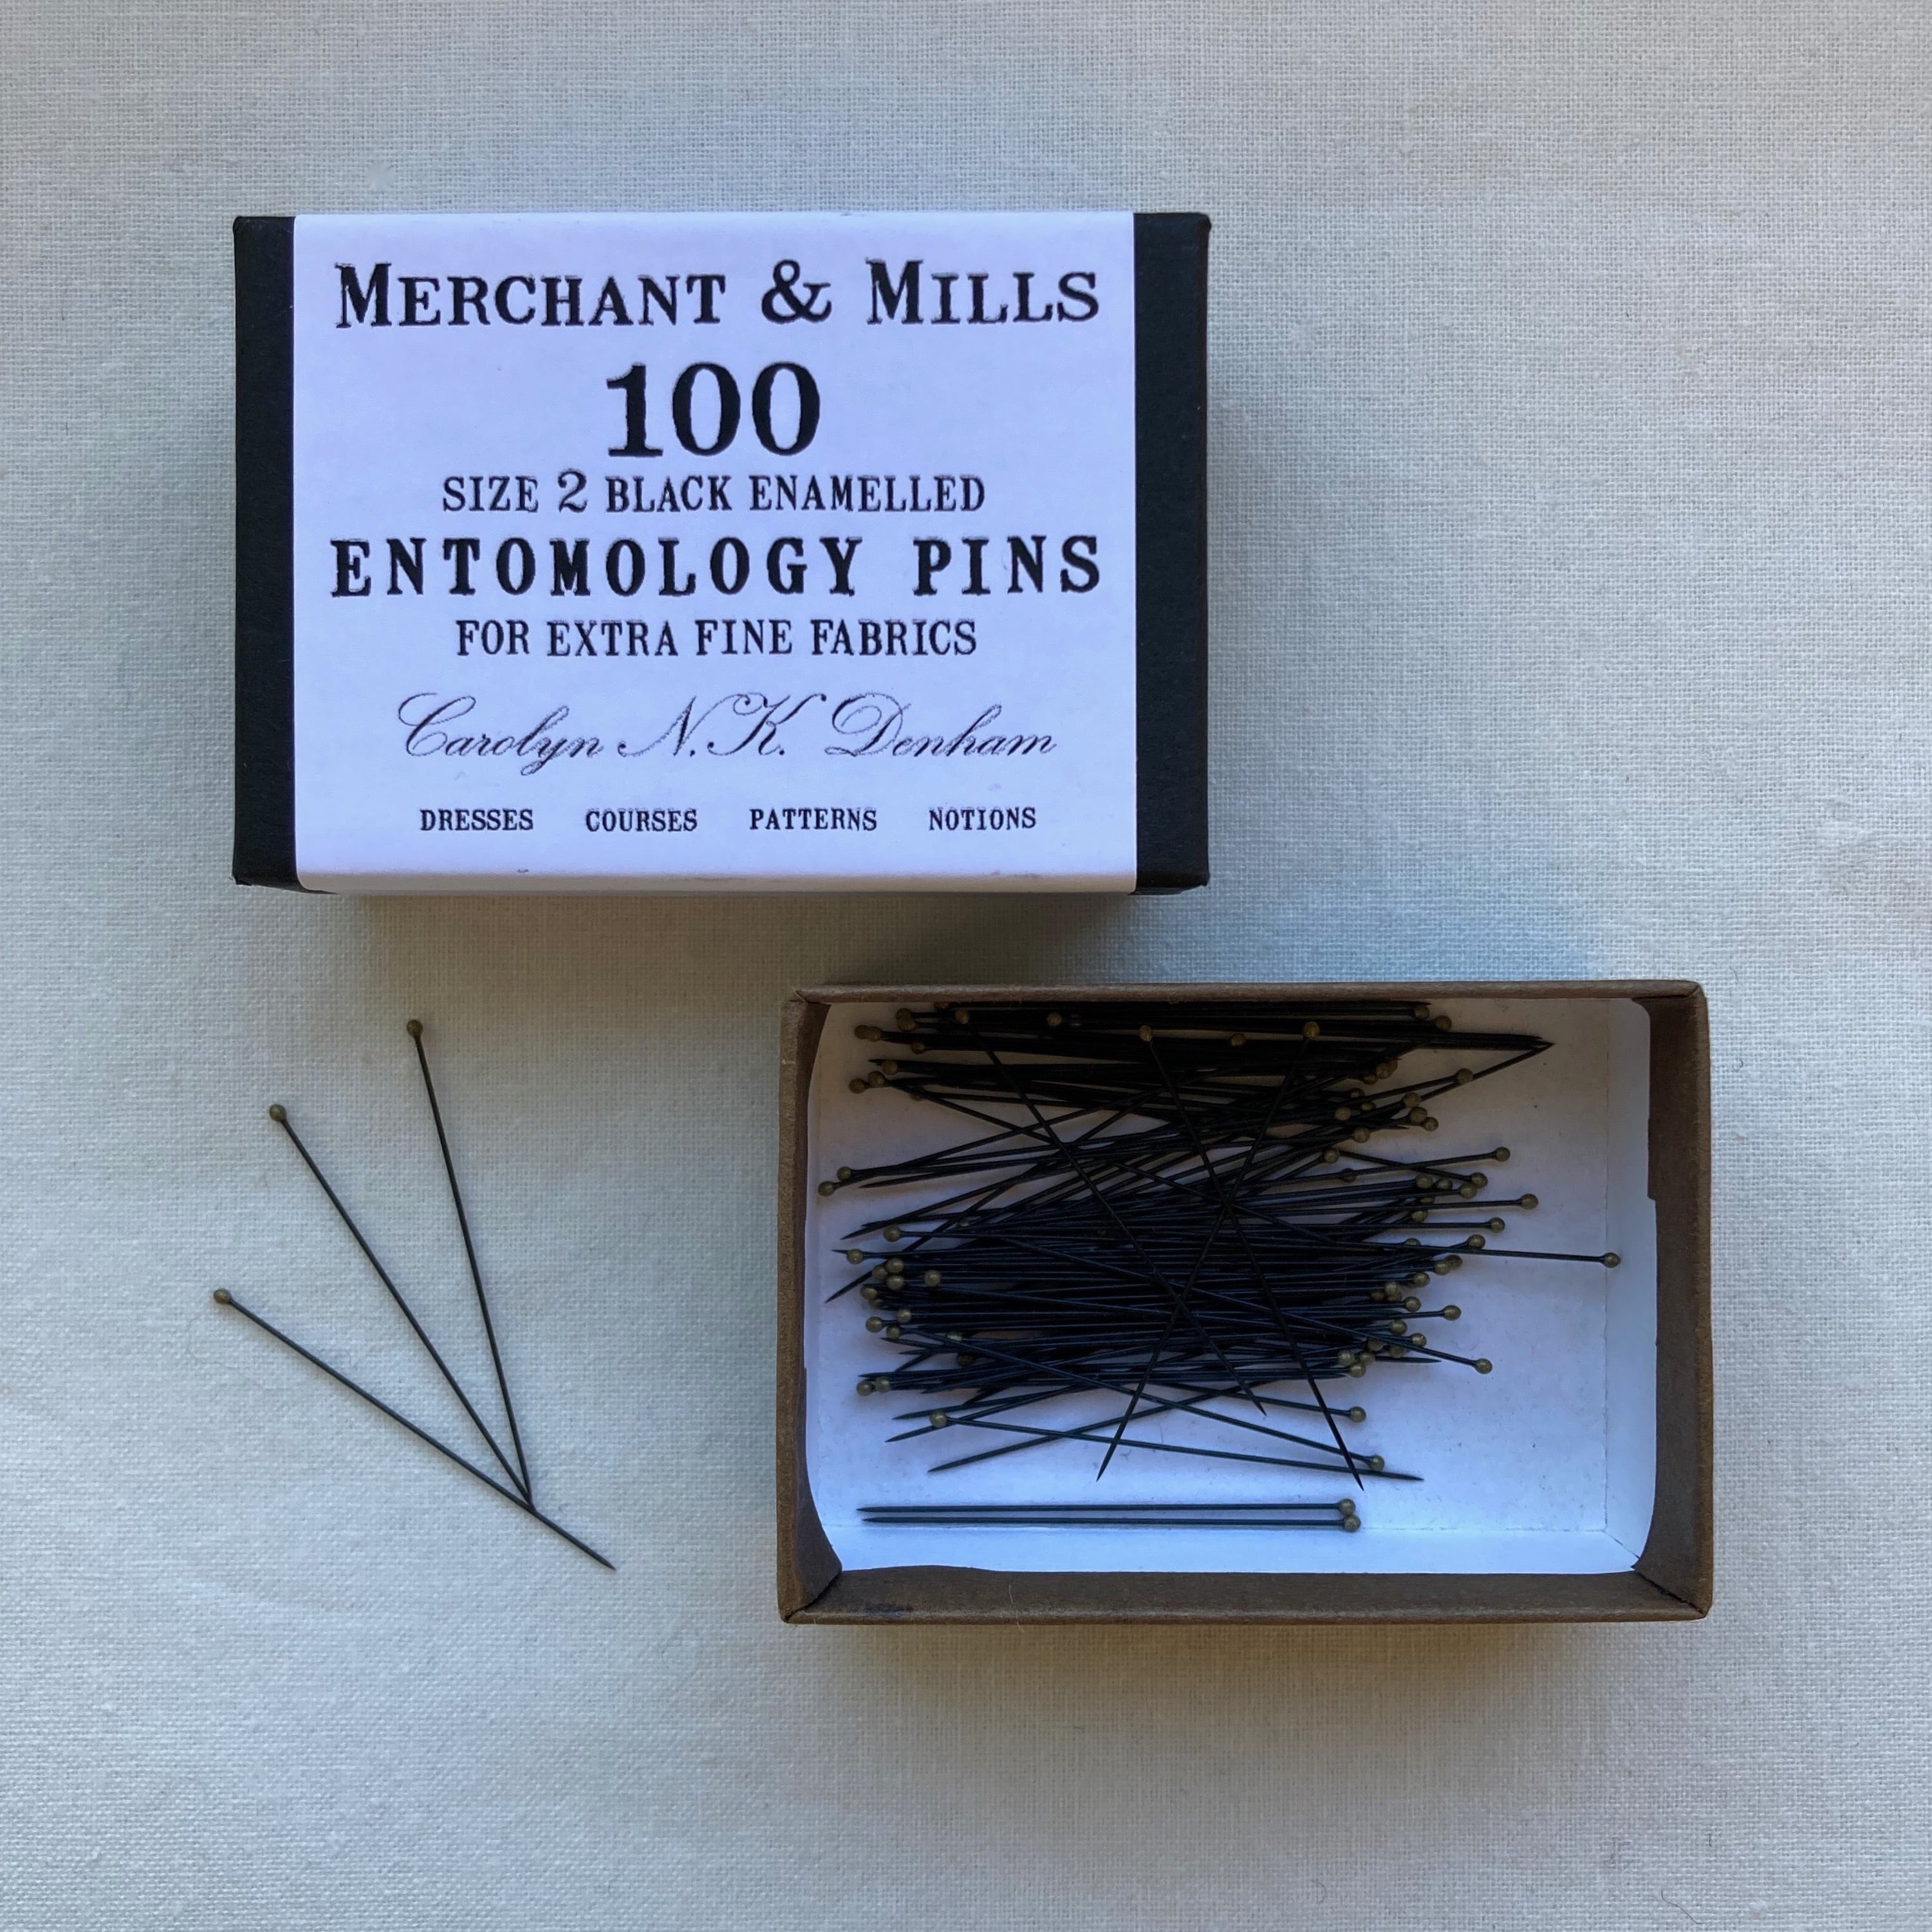 MERCHANT & MILLS
100
SIZE 2 BLACK ENAMELLED
ENTOMOLOGY PINS
FOR EXTRA FINE FABRICS
Carolyn N.K. Denham
DRESSES COURSES PATTERNS NOTIONS